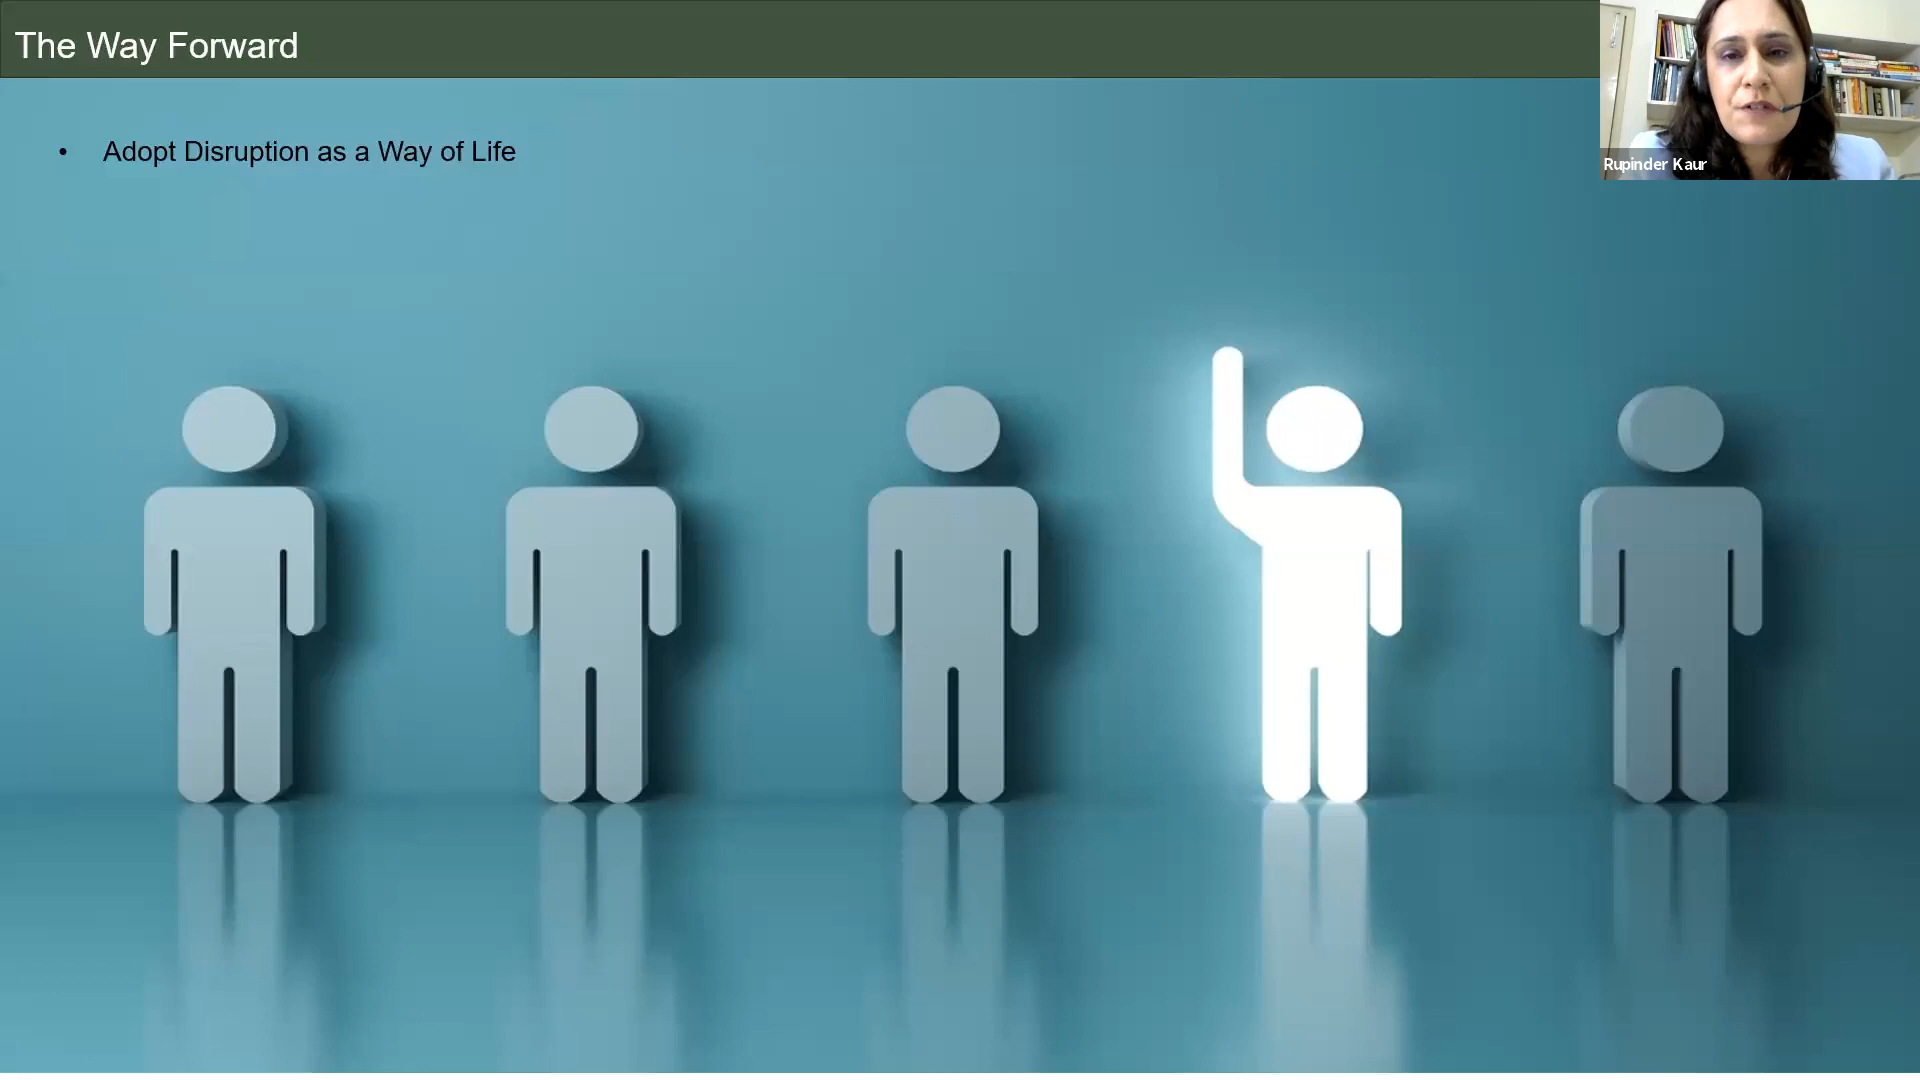 The Way Forward
• Adopt Disruption as a Way of Life
Rupinder Kaur